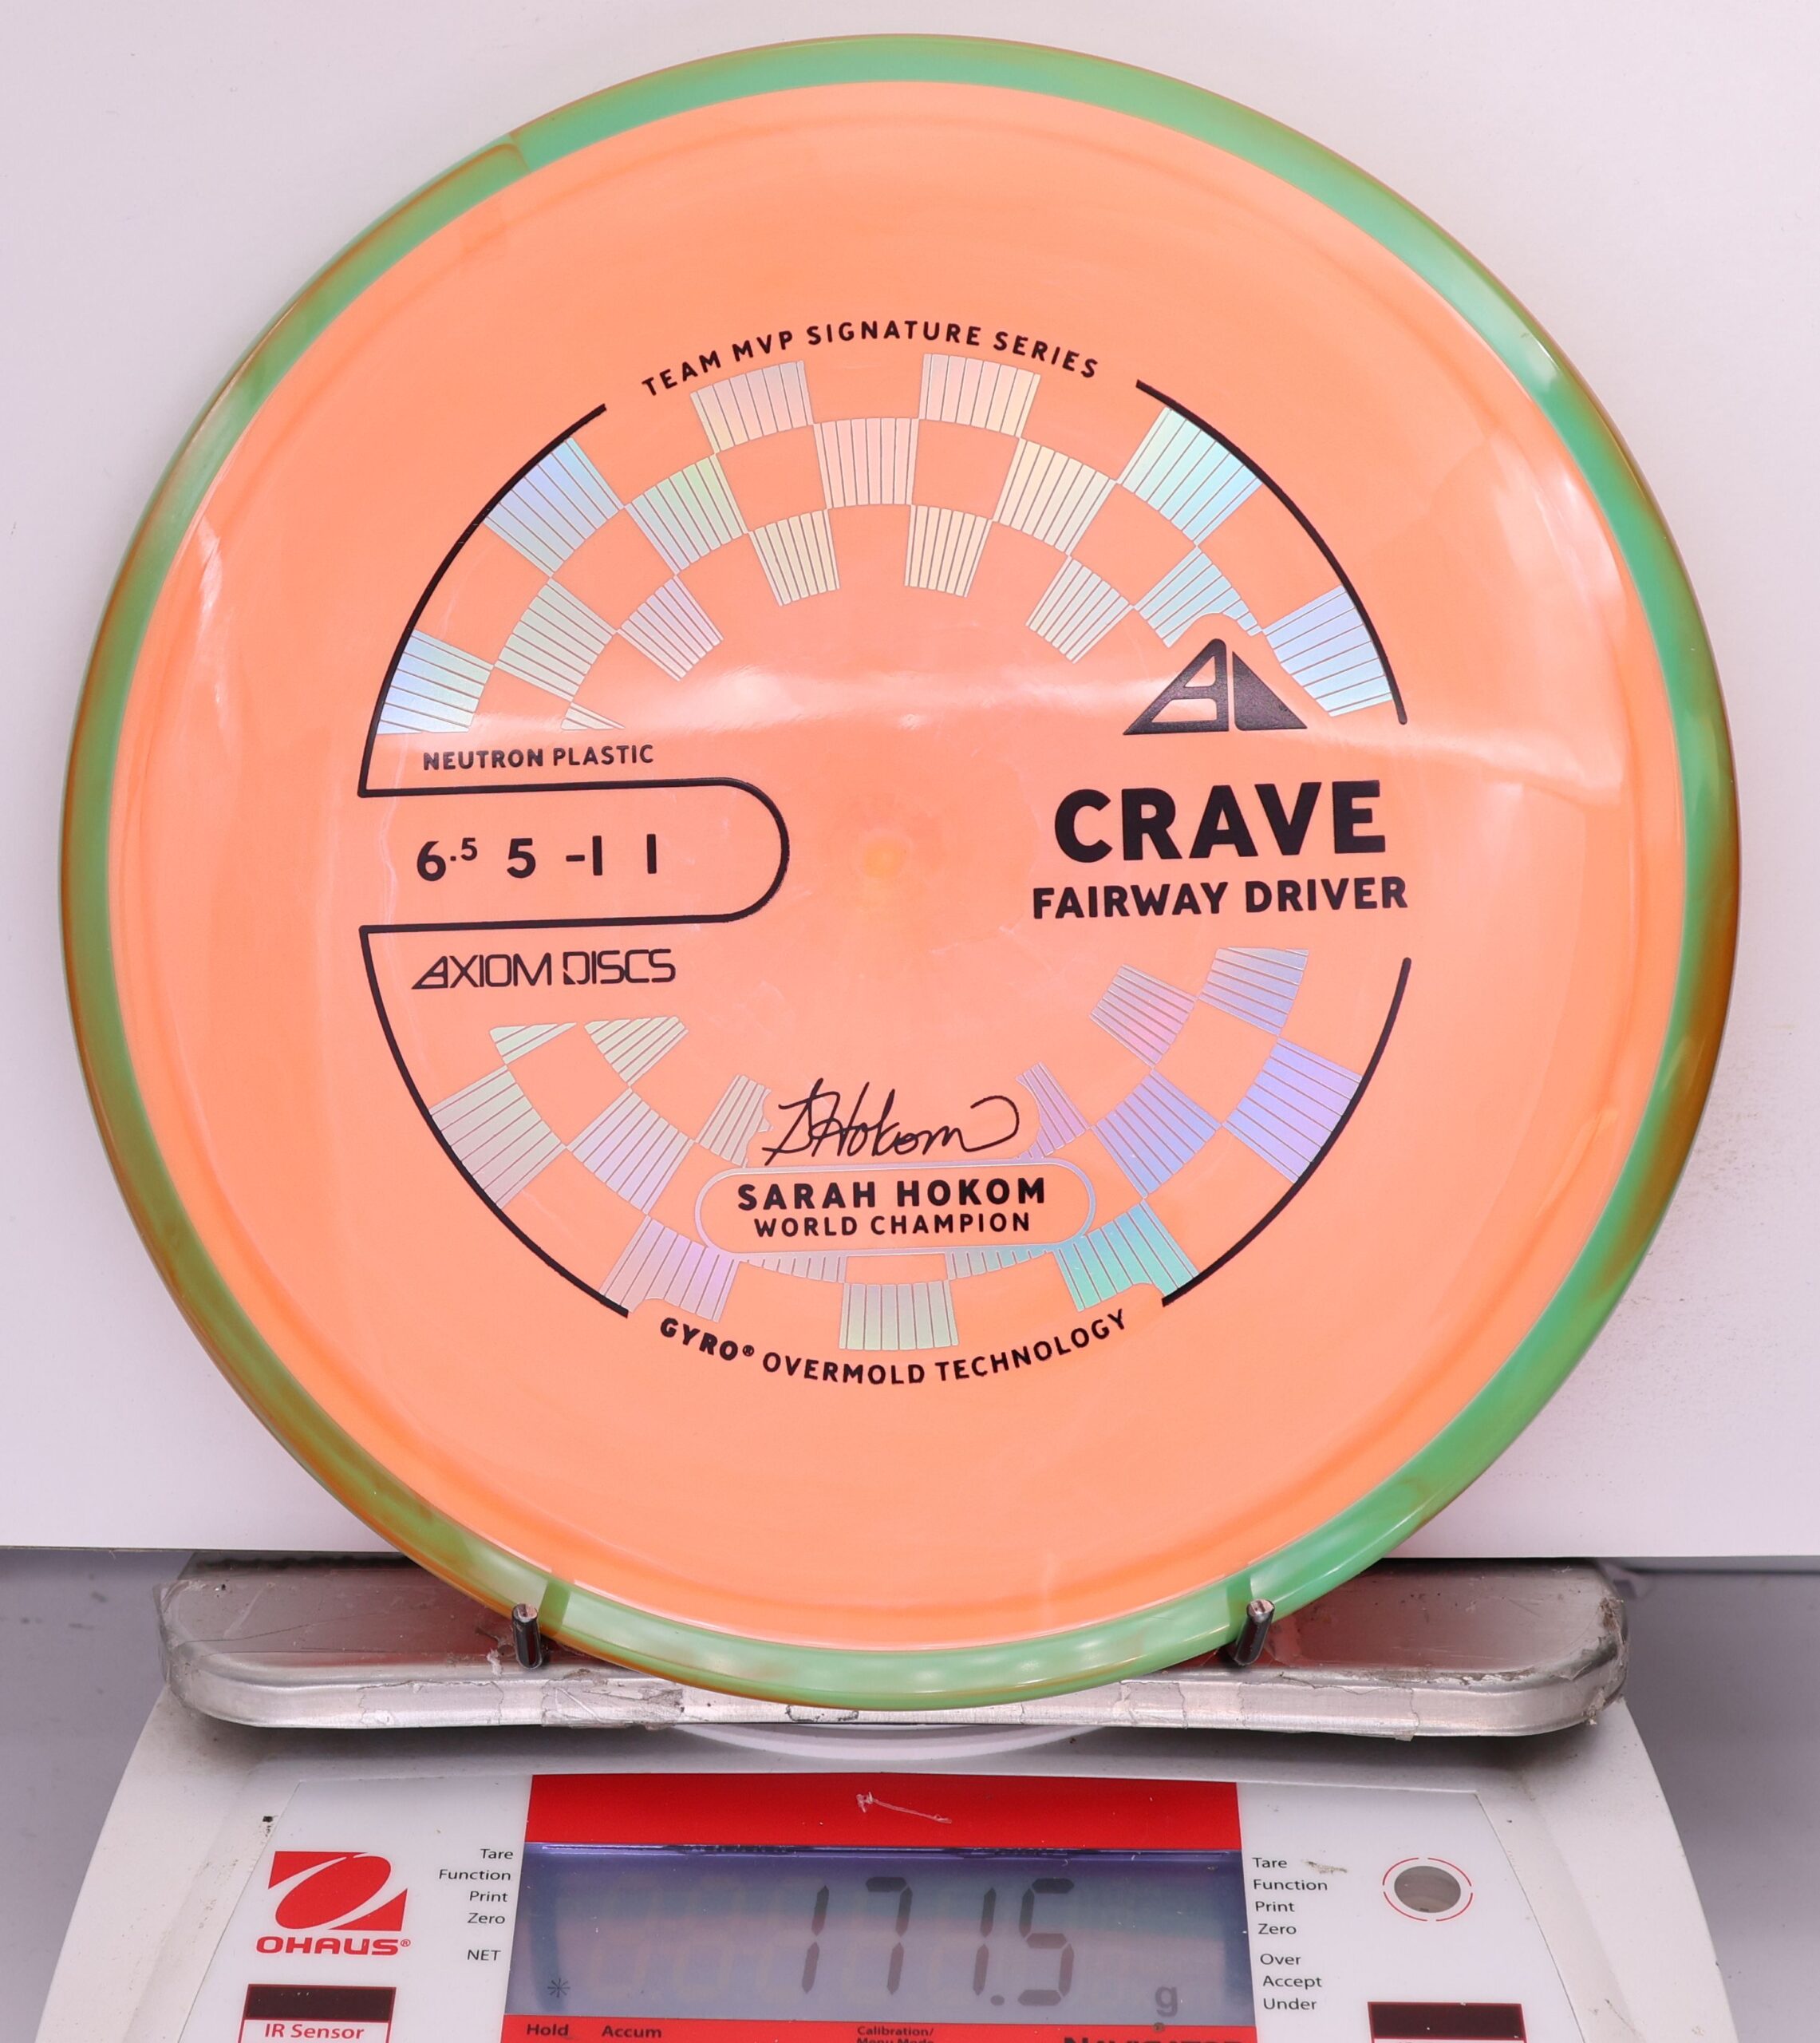 TEAM MVP SIGNATURE SERIES
NEUTRON PLASTIC
6.5 5 -1 1
AXIOM DISCS
CRAVE
FAIRWAY DRIVER
SHokom
SARAH HOKOM
WORLD CHAMPION
GYRO® OVERMOLD TECHNOLOGY
OHAUS®
Tare
Function
Print
Zero
NET
171.5 g
Tare
Function
Print
Zero
Over
Accept
Under
IR Sensor
Hold Accum Calibration/